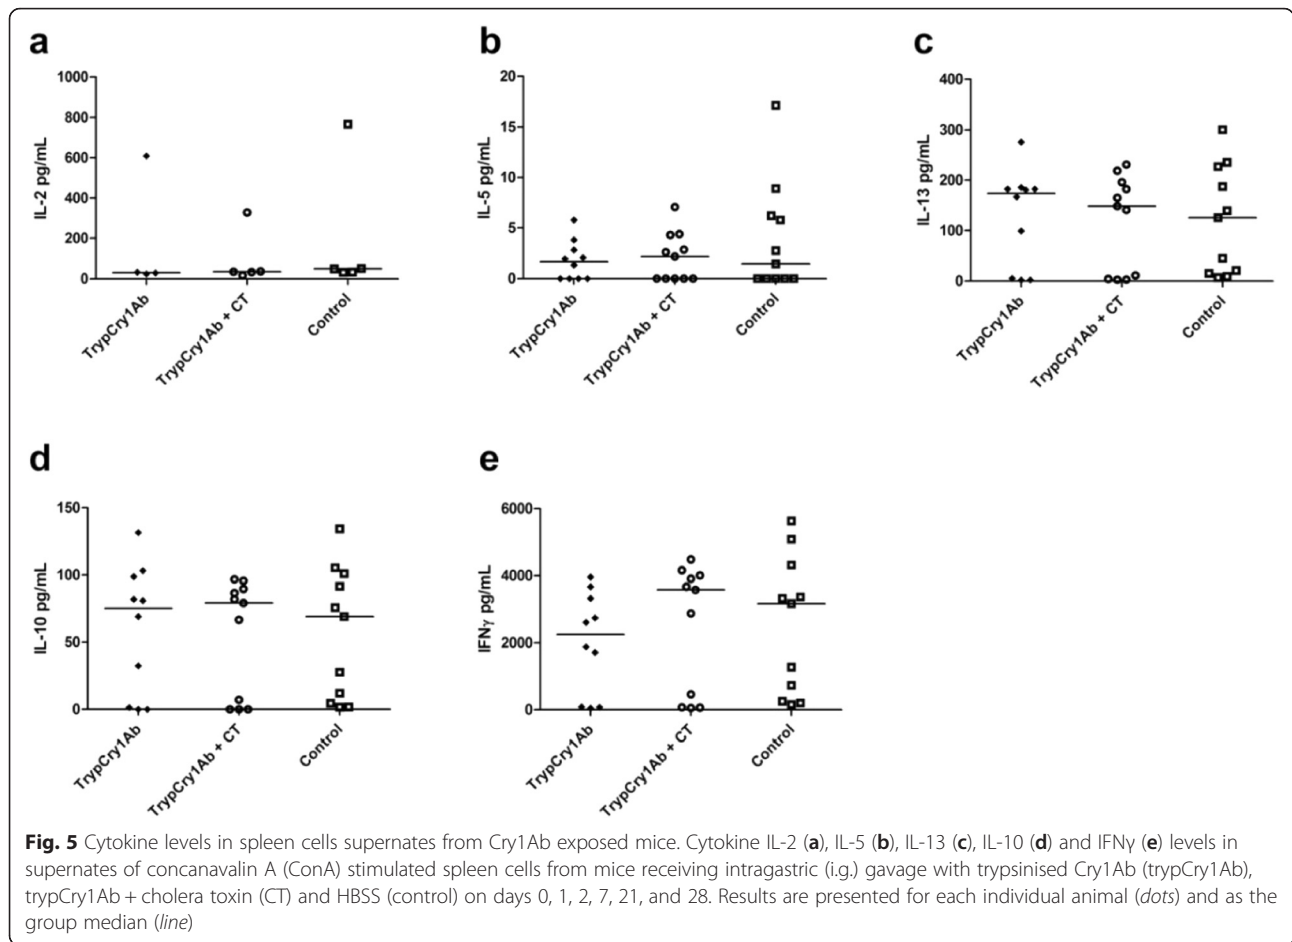 a
b
c
IL-2 pg/mL
1000
800
600
400
200
0
TrypCry1Ab
TrypCry1Ab + CT
Control
IL-5 pg/mL
20
15
10
5
0
TrypCry1Ab
TrypCry1Ab + CT
Control
IL-13 pg/mL
400
300
200
100
0
TrypCry1Ab
TrypCry1Ab + CT
Control
d
e
IL-10 pg/mL
150
100
50
0
TrypCry1Ab
TrypCry1Ab + CT
Control
IFNγ pg/mL
6000
4000
2000
0
TrypCry1Ab
TrypCry1Ab + CT
Control
Fig. 5 Cytokine levels in spleen cells supernates from Cry1Ab exposed mice. Cytokine IL-2 (a), IL-5 (b), IL-13 (c), IL-10 (d) and IFNγ (e) levels in
supernates of concanavalin A (ConA) stimulated spleen cells from mice receiving intragastric (i.g.) gavage with trypsinised Cry1Ab (trypCry1Ab),
trypCry1Ab + cholera toxin (CT) and HBSS (control) on days 0, 1, 2, 7, 21, and 28. Results are presented for each individual animal (dots) and as the
group median (line)